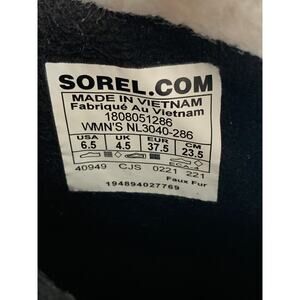 SOREL.COM
MADE IN VIETNAM
Fabriqué Au Vietnam
1808051286
WMN'S NL3040-286
USA UK EUR CM
6.5 4.5 37.5 23.5
40949 CJS 0221 221
Faux Fur
194894027769